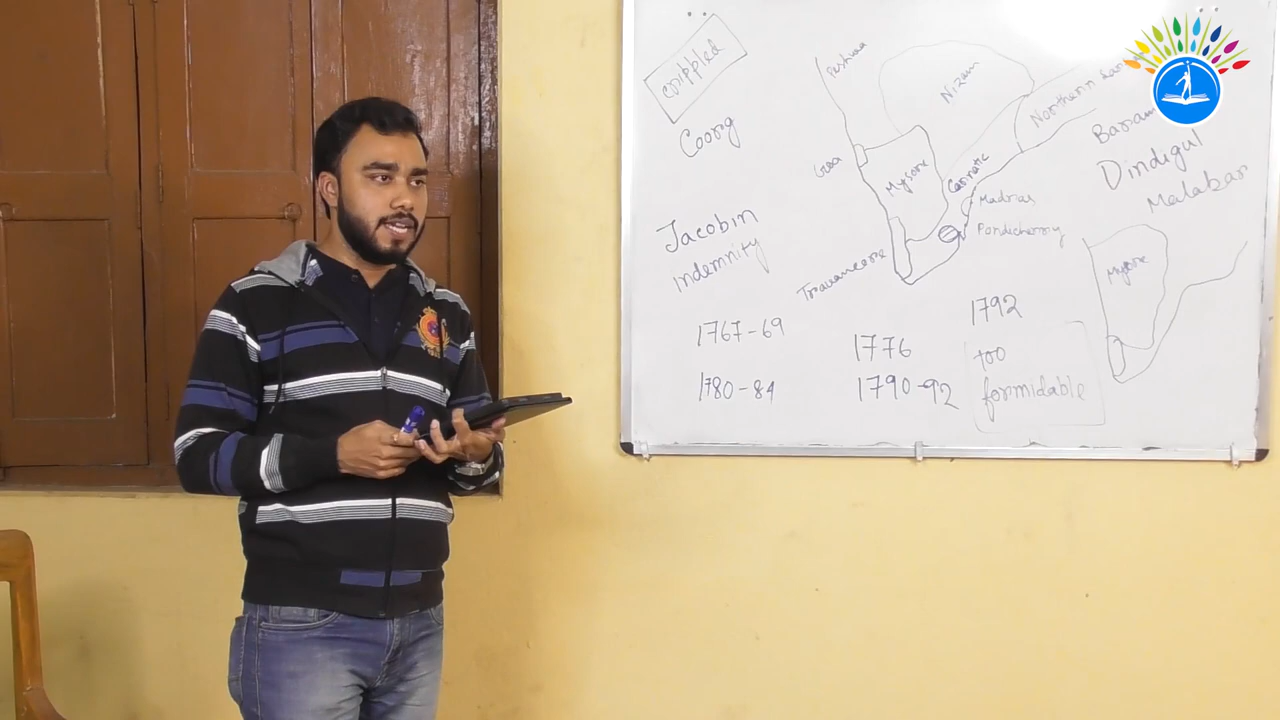 crippled
Coorg
Jacobin
Indemnity
1767-69
1780-84
Peshwa
Nizam
Northern
Goa
Mysore
Carnatic
Madras
Pondicherry
Travancore
1776
1790-92
1792
too
formidable
Dindigul
Malabar
Mysore